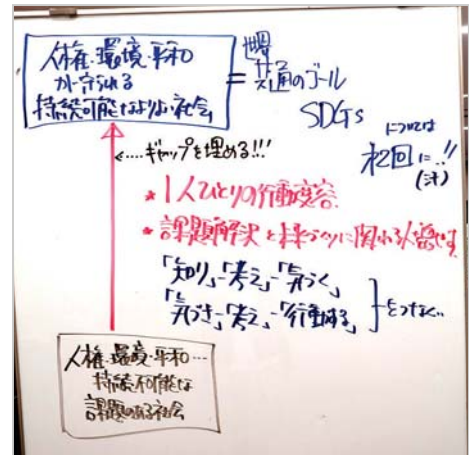 人権・環境・平和
が守られる
持続可能なよりよい社会
= 世界
共通のゴール
SDGs
については
次回に..!!
(汗)
<....ギャップを埋める!!!
* 1人ひとりの行動変容
* 課題解決と未来づくりに関わる人を増やす
「知り」-「考え」-「気づく」
「気づき」-「考え」-「行動する」
をつなぐ..
人権・環境・平和…
持続不可能な
課題のある社会